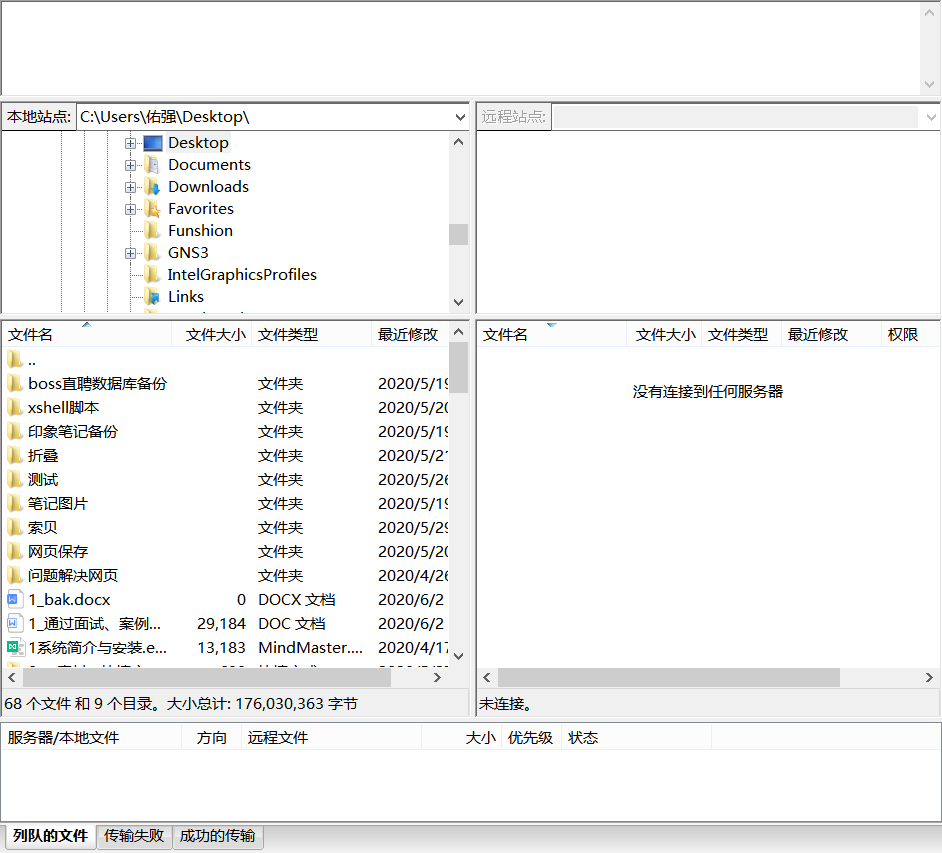 本地站点: C:\Users\佑强\Desktop\
远程站点:
Desktop
Documents
Downloads
Favorites
Funshion
GNS3
IntelGraphicsProfiles
Links
文件名 文件大小 文件类型 最近修改
..
boss直聘数据库备份 文件夹 2020/5/19
xshell脚本 文件夹 2020/5/20
印象笔记备份 文件夹 2020/5/19
折叠 文件夹 2020/5/21
测试 文件夹 2020/5/26
笔记图片 文件夹 2020/5/19
索贝 文件夹 2020/5/29
网页保存 文件夹 2020/5/20
问题解决网页 文件夹 2020/4/26
1_bak.docx 0 DOCX 文档 2020/6/2
1_通过面试、案例... 29,184 DOC 文档 2020/6/2
1系统简介与安装.e... 13,183 MindMaster.... 2020/4/17
68 个文件 和 9 个目录。大小总计: 176,030,363 字节
文件名 文件大小 文件类型 最近修改 权限
没有连接到任何服务器
未连接。
服务器/本地文件 方向 远程文件 大小 优先级 状态
列队的文件 传输失败 成功的传输